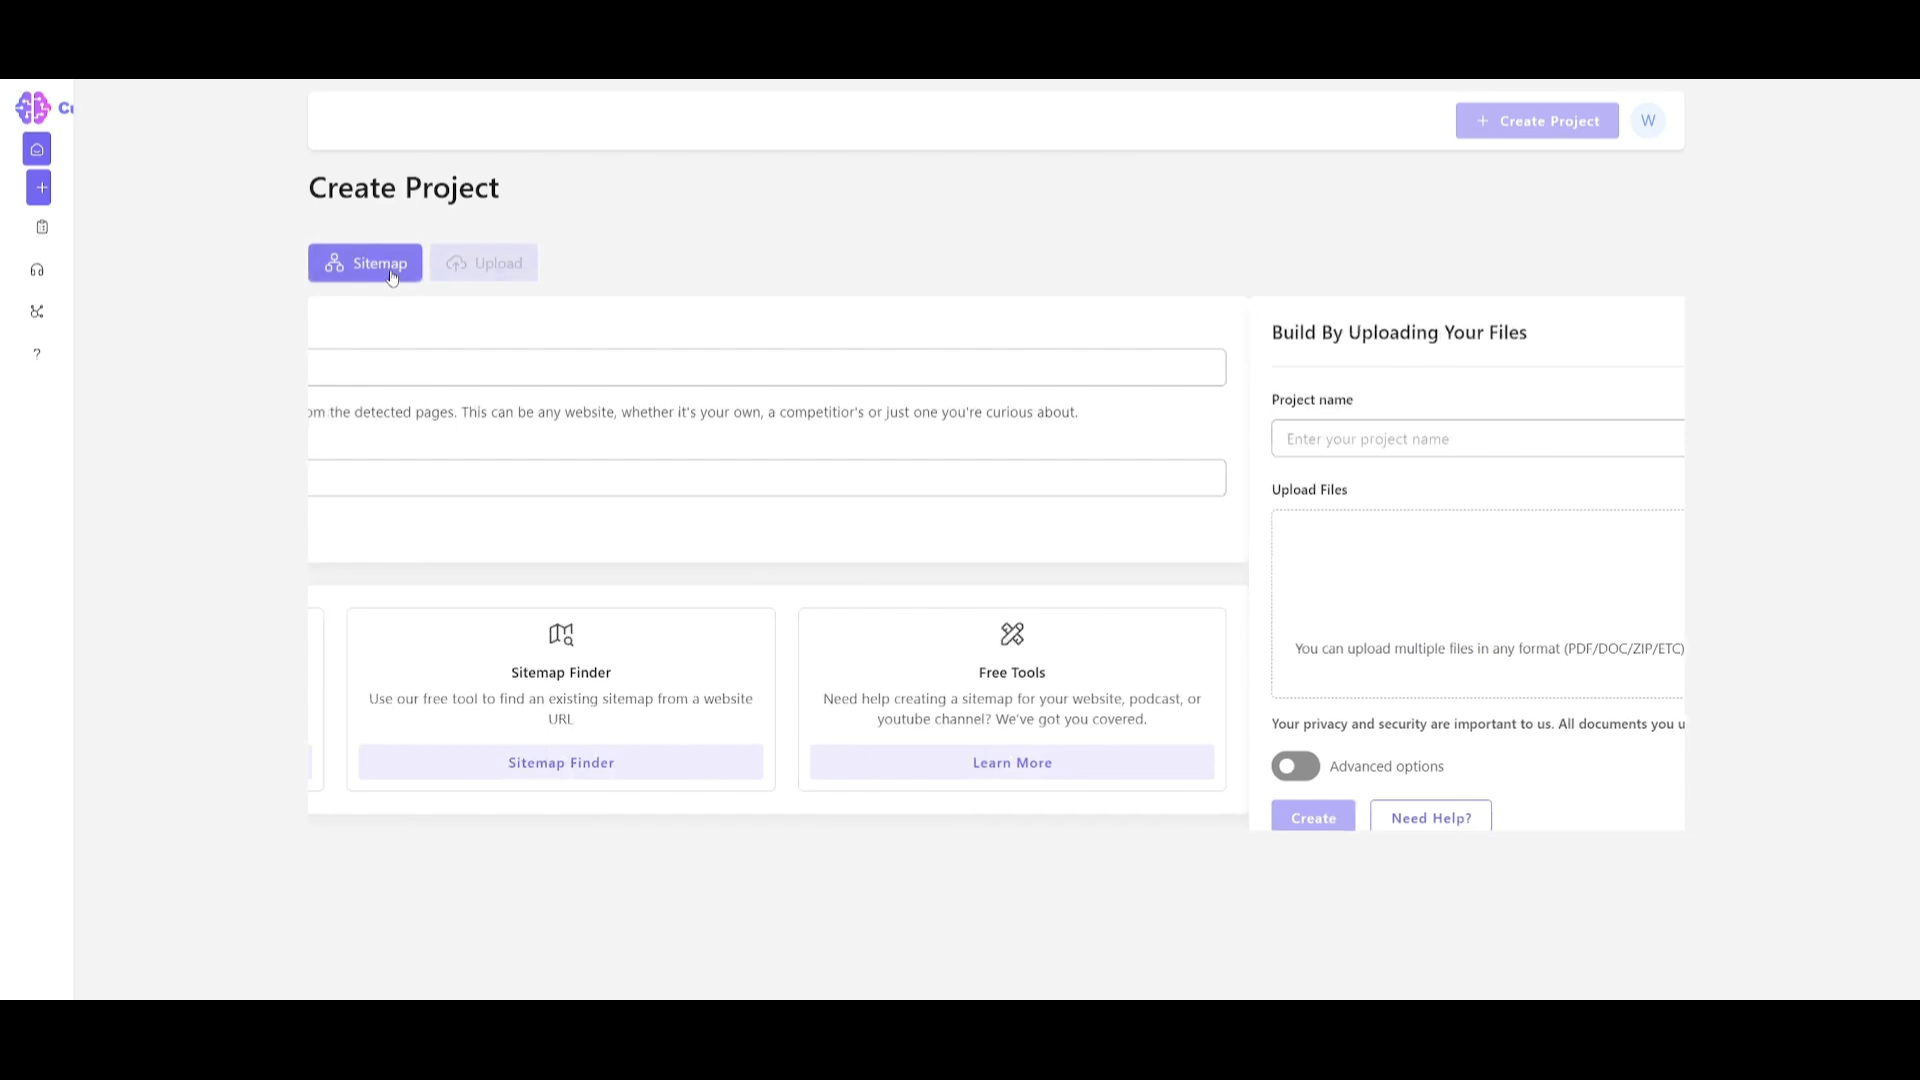 Create Project
W
Create Project
Sitemap
Upload
the detected pages. This can be any website, whether it's your own, a competitior's or just one you're curious about.
Build By Uploading Your Files
Project name
Enter your project name
Upload Files
You can upload multiple files in any format (PDF/DOC/ZIP/ETC)
Sitemap Finder
Use our free tool to find an existing sitemap from a website
URL
Sitemap Finder
Free Tools
Need help creating a sitemap for your website, podcast, or
youtube channel? We've got you covered.
Learn More
Your privacy and security are important to us. All documents you
Advanced options
Create
Need Help?
?